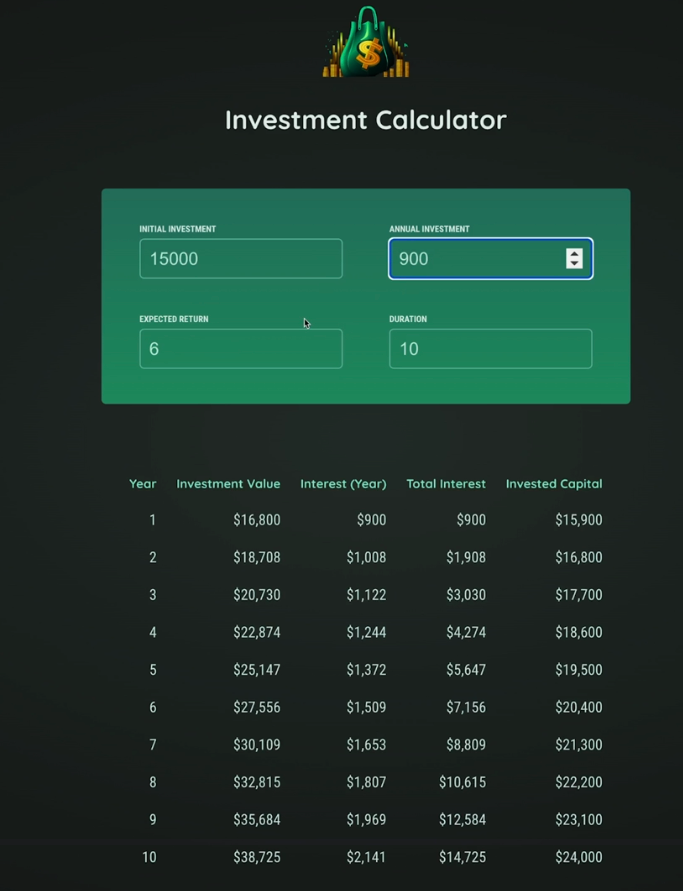 $
Investment Calculator
INITIAL INVESTMENT ANNUAL INVESTMENT
15000 900
EXPECTED RETURN DURATION
6 10
Year Investment Value Interest (Year) Total Interest Invested Capital
1 $16,800 $900 $900 $15,900
2 $18,708 $1,008 $1,908 $16,800
3 $20,730 $1,122 $3,030 $17,700
4 $22,874 $1,244 $4,274 $18,600
5 $25,147 $1,372 $5,647 $19,500
6 $27,556 $1,509 $7,156 $20,400
7 $30,109 $1,653 $8,809 $21,300
8 $32,815 $1,807 $10,615 $22,200
9 $35,684 $1,969 $12,584 $23,100
10 $38,725 $2,141 $14,725 $24,000